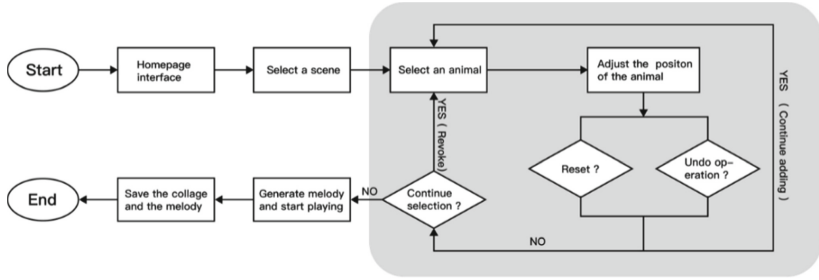 Start
Homepage
interface
Select a scene
Select an animal
Adjust the positon
of the animal
YES ( Continue adding )
YES ( Revoke)
Reset ?
Undo op-
eration ?
Continue
selection ?
NO
NO
Generate melody
and start playing
Save the collage
and the melody
End